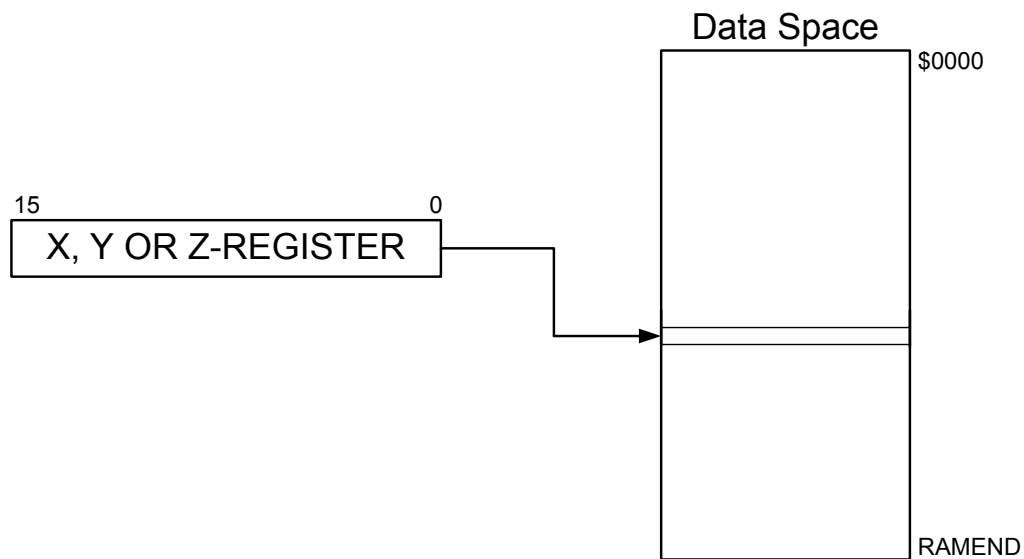 Data Space
$0000
15 0
X, Y OR Z-REGISTER
RAMEND